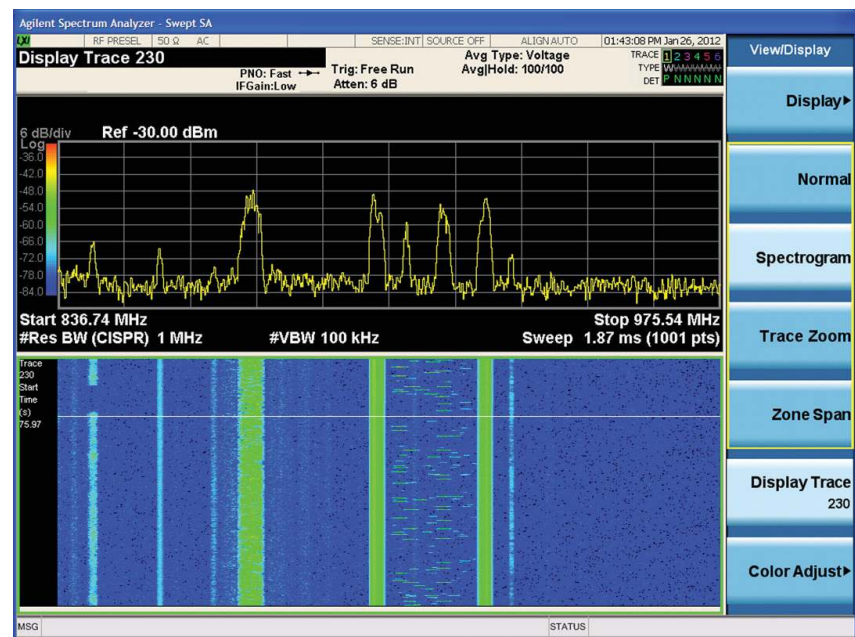 Agilent Spectrum Analyzer - Swept SA
LXI RF PRESEL 50 Ω AC SENSE:INT SOURCE OFF ALIGN AUTO 01:43:08 PM Jan 26, 2012
Display Trace 230
PNO: Fast
IFGain:Low
Trig: Free Run
Atten: 6 dB
Avg Type: Voltage
Avg|Hold: 100/100
TRACE 1 2 3 4 5 6
TYPE
DET P N N N N N
6 dB/div Ref -30.00 dBm
Log
-36.0
-42.0
-48.0
-54.0
-60.0
-66.0
-72.0
-78.0
-84.0
Start 836.74 MHz Stop 975.54 MHz
#Res BW (CISPR) 1 MHz #VBW 100 kHz Sweep 1.87 ms (1001 pts)
Trace
230
Start
Time
(s)
75.97
MSG STATUS
View/Display
Display
Normal
Spectrogram
Trace Zoom
Zone Span
Display Trace
230
Color Adjust